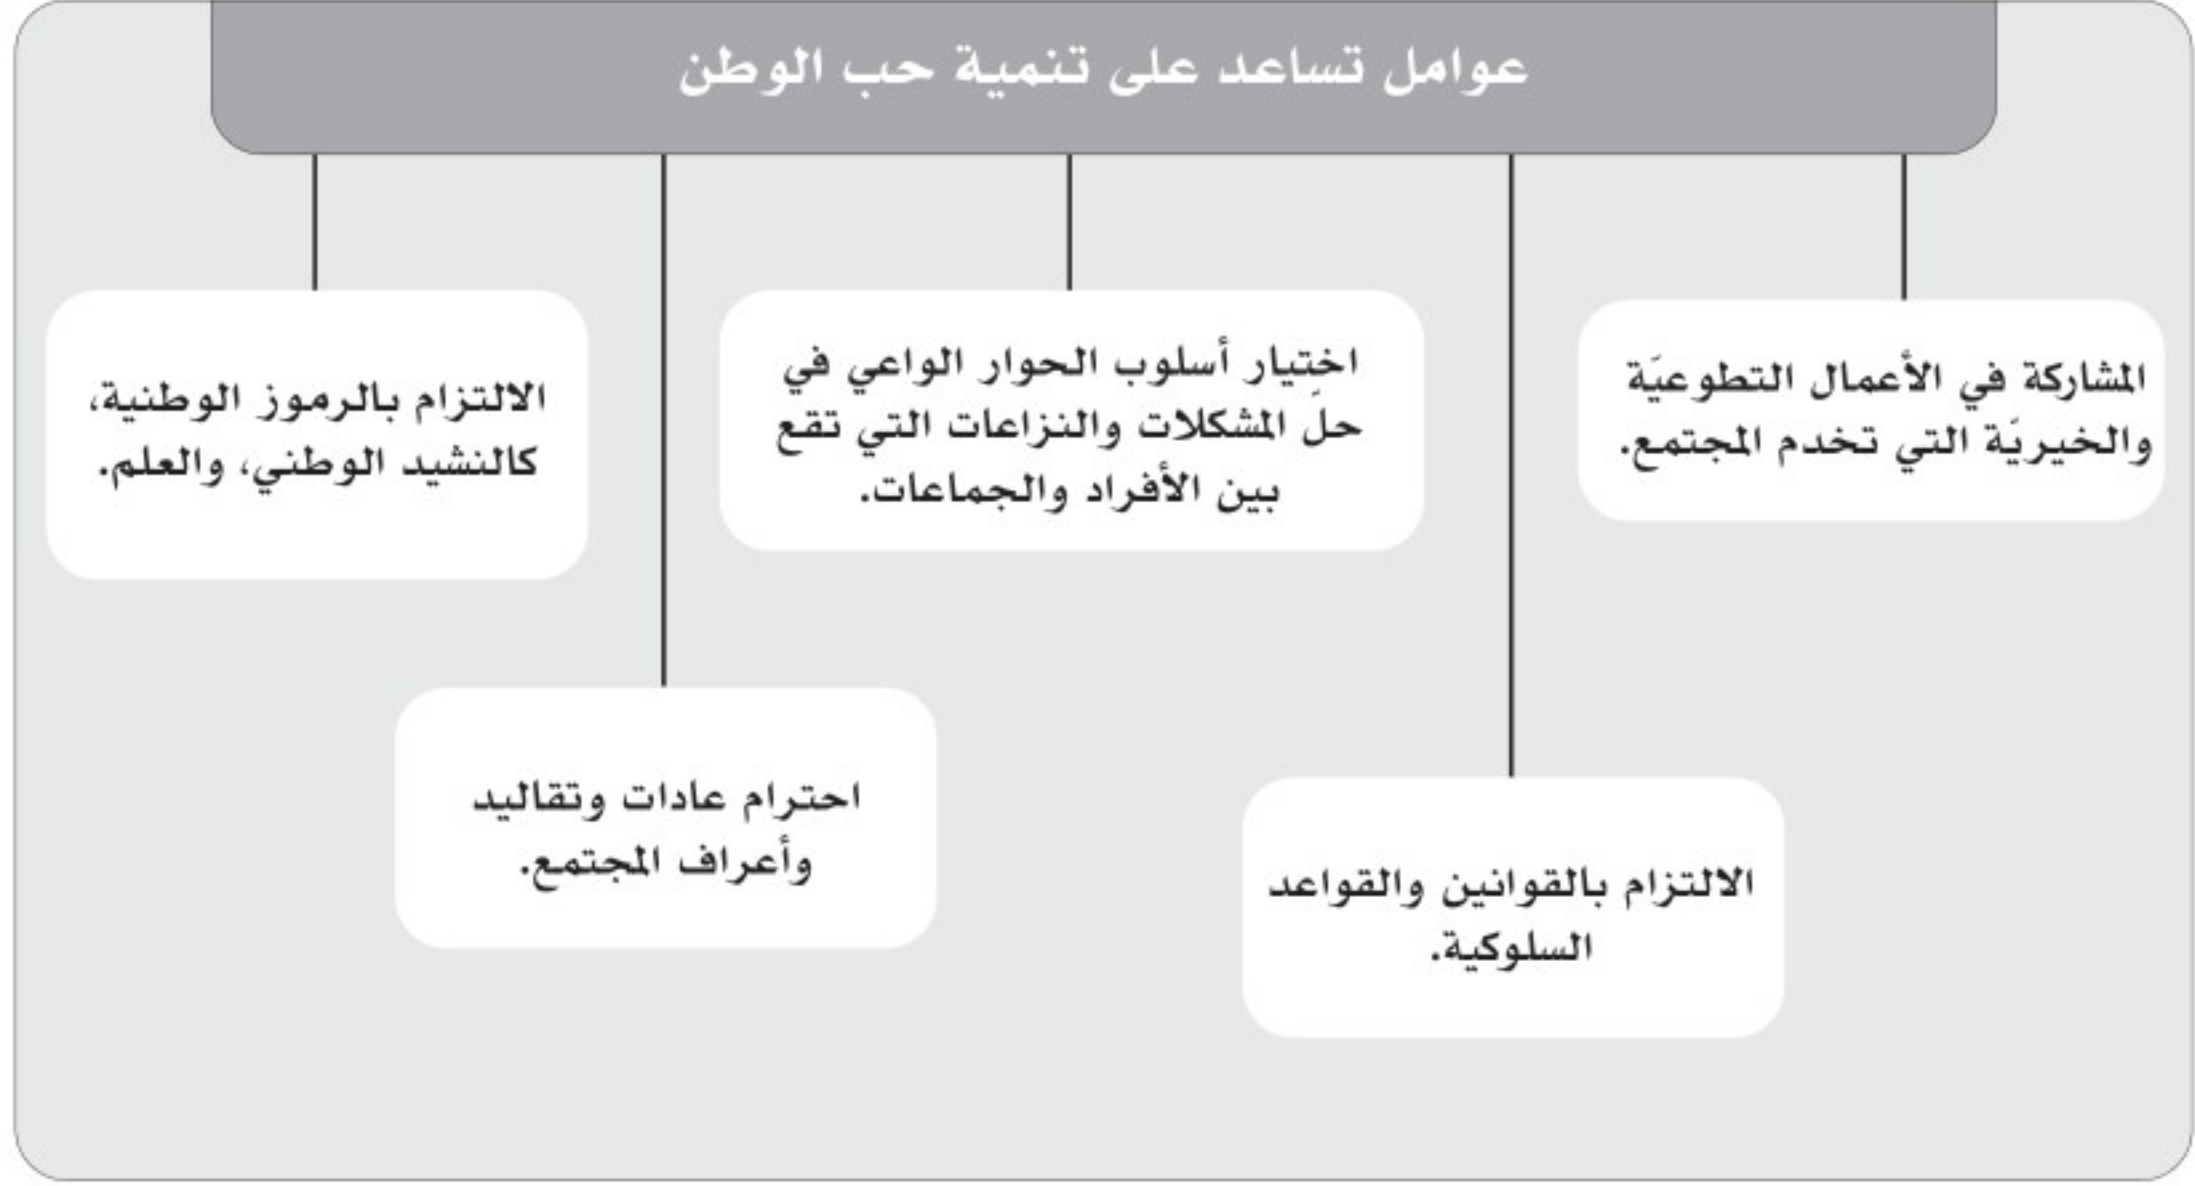 عوامل تساعد على تنمية حب الوطن
المشاركة في الأعمال التطوعيَة
والخيريَة التي تخدم المجتمع.
الالتزام بالقوانين والقواعد
السلوكية.
اختيار أسلوب الحوار الواعي في
حلَ المشكلات والنزاعات التي تقع
بين الأفراد والجماعات.
احترام عادات وتقاليد
وأعراف المجتمع.
الالتزام بالرموز الوطنية،
كالنشيد الوطني، والعلم.